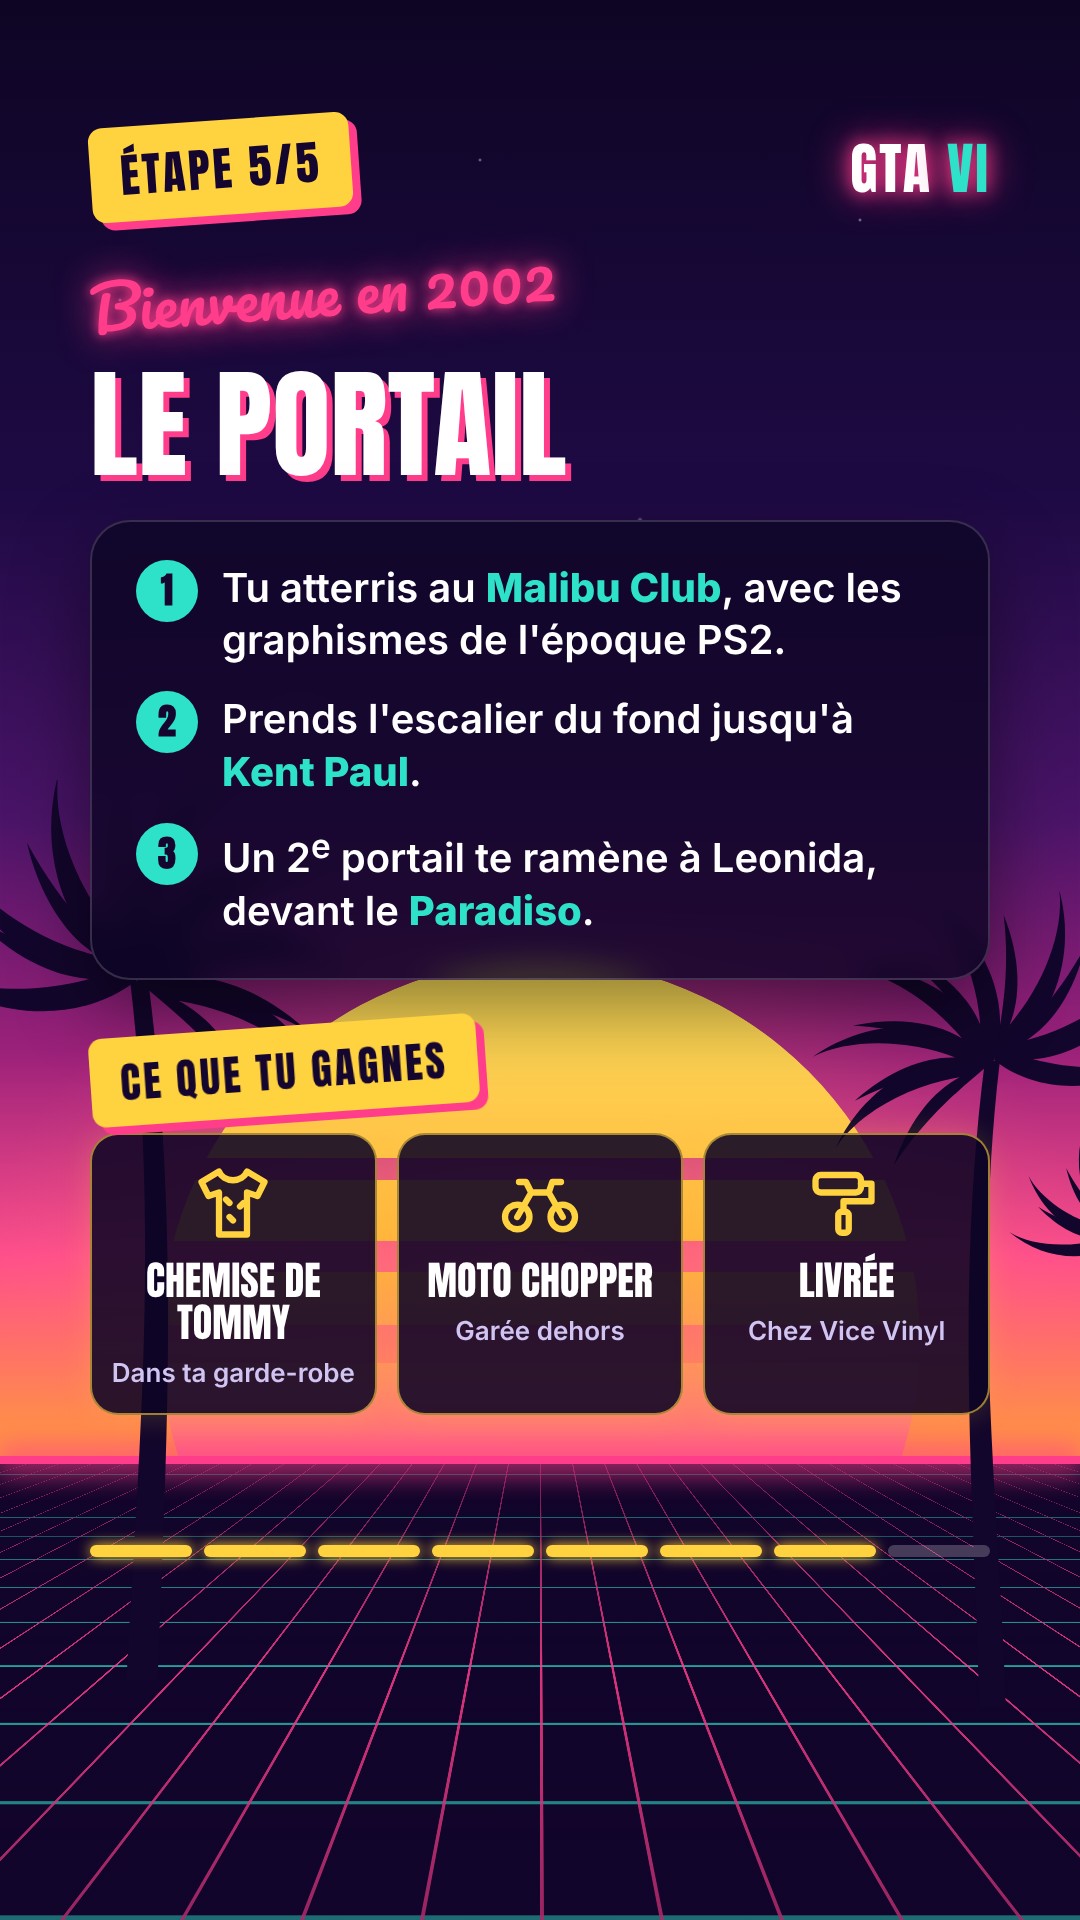 ÉTAPE 5/5
GTA VI
Bienvenue en 2002
LE PORTAIL
1 Tu atterris au Malibu Club, avec les
graphismes de l'époque PS2.
2 Prends l'escalier du fond jusqu'à
Kent Paul.
3 Un 2e portail te ramène à Leonida,
devant le Paradiso.
CE QUE TU GAGNES
CHEMISE DE
TOMMY
Dans ta garde-robe
MOTO CHOPPER
Garée dehors
LIVRÉE
Chez Vice Vinyl